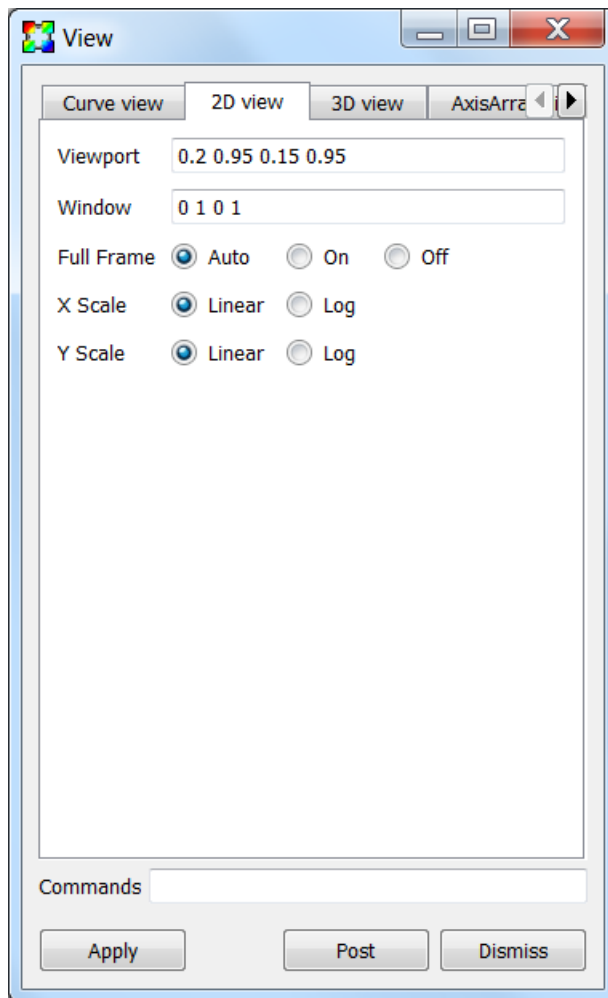 View
Curve view 2D view 3D view AxisArra
Viewport 0.2 0.95 0.15 0.95
Window 0 1 0 1
Full Frame Auto On Off
X Scale Linear Log
Y Scale Linear Log
Commands
Apply Post Dismiss